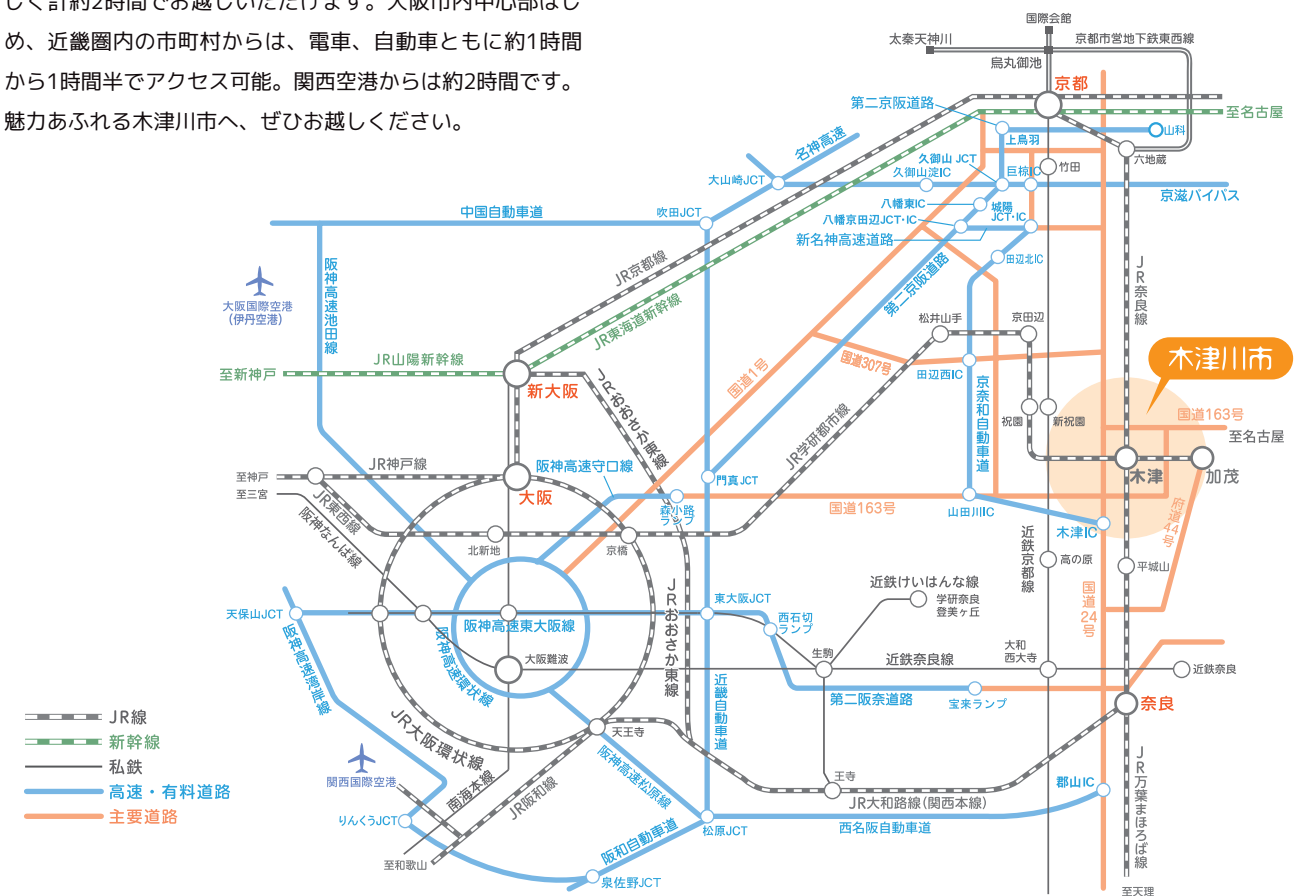 しく計約2時間でお越しいただけます。大阪市内中心部はじ
め、近畿圏内の市町村からは、電車、自動車ともに約1時間
から1時間半でアクセス可能。関西空港からは約2時間です。
魅力あふれる木津川市へ、ぜひお越しください。
国際会館
太秦天神川
京都市営地下鉄東西線
烏丸御池
京都
第二京阪道路
至名古屋
上鳥羽
山科
名神高速
久御山 JCT
竹田
六地蔵
大山崎JCT
久御山淀IC
巨椋IC
京滋バイパス
八幡東IC
城陽
JCT・IC
中国自動車道
吹田JCT
八幡京田辺JCT・IC
新名神高速道路
田辺北IC
阪神高速池田線
JR京都線
第二京阪道路
JR奈良線
大阪国際空港
(伊丹空港)
JR東海道新幹線
松井山手
京田辺
木津川市
JR山陽新幹線
至新神戸
新大阪
国道1号
国道307号
田辺西IC
JRおおさか東線
京奈和自動車道
祝園
新祝園
国道163号
至名古屋
JR学研都市線
JR神戸線
阪神高速守口線
至神戸
門真JCT
木津
加茂
至三宮
大阪
JR東西線
森小路
ランプ
国道163号
山田川IC
府道44号
阪神なんば線
北新地
京橋
近鉄京都線
木津IC
高の原
平城山
近鉄けいはんな線
学研奈良
登美ヶ丘
国道24号
JRおおさか東線
天保山JCT
阪神高速東大阪線
東大阪JCT
西石切
ランプ
阪神高速湾岸線
阪神高速環状線
大阪難波
生駒
近鉄奈良線
大和
西大寺
近鉄奈良
近畿自動車道
第二阪奈道路
宝来ランプ
奈良
JR線
JR大阪環状線
天王寺
新幹線
阪神高速松原線
私鉄
関西国際空港
南海本線
JR阪和線
王寺
JR大和路線(関西本線)
郡山IC
JR万葉まほろば線
高速・有料道路
主要道路
りんくうJCT
松原JCT
西名阪自動車道
阪和自動車道
至和歌山
泉佐野JCT
至天理